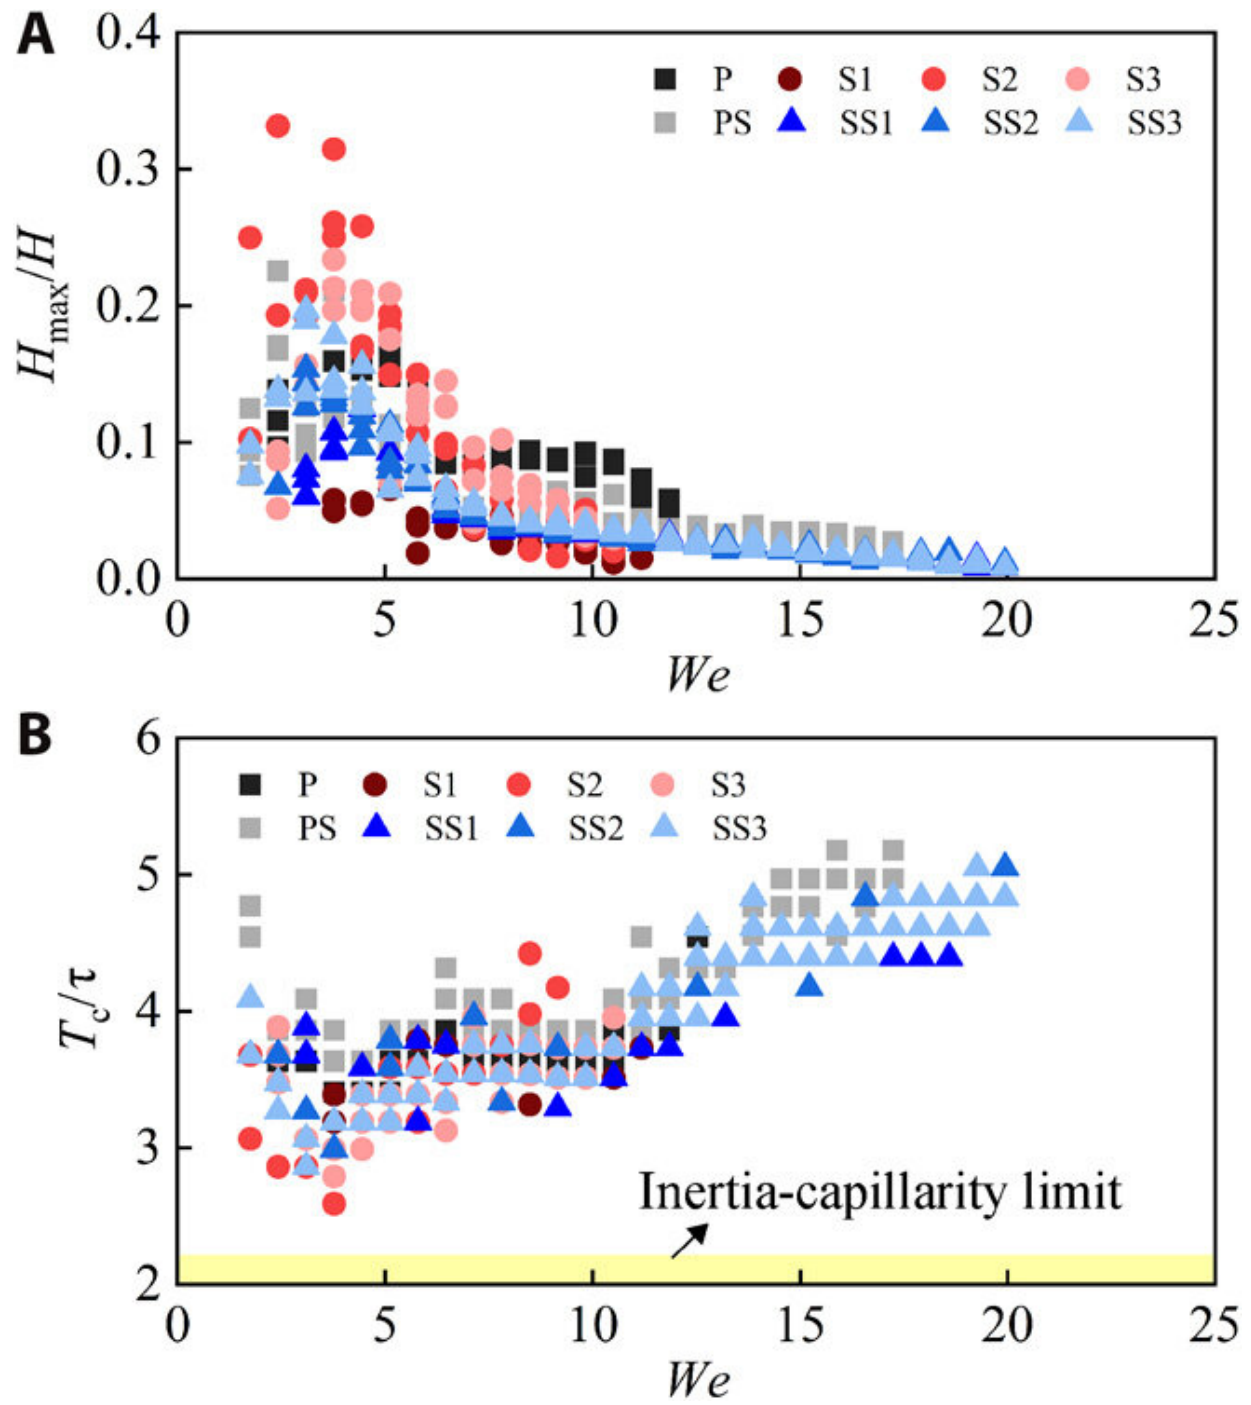 A
0.4
0.3
0.2
0.1
0.0
Hmax/H
P S1 S2 S3
PS SS1 SS2 SS3
0 5 10 15 20 25
We
B
6
5
4
3
2
Tc/τ
P S1 S2 S3
PS SS1 SS2 SS3
Inertia-capillarity limit
0 5 10 15 20 25
We